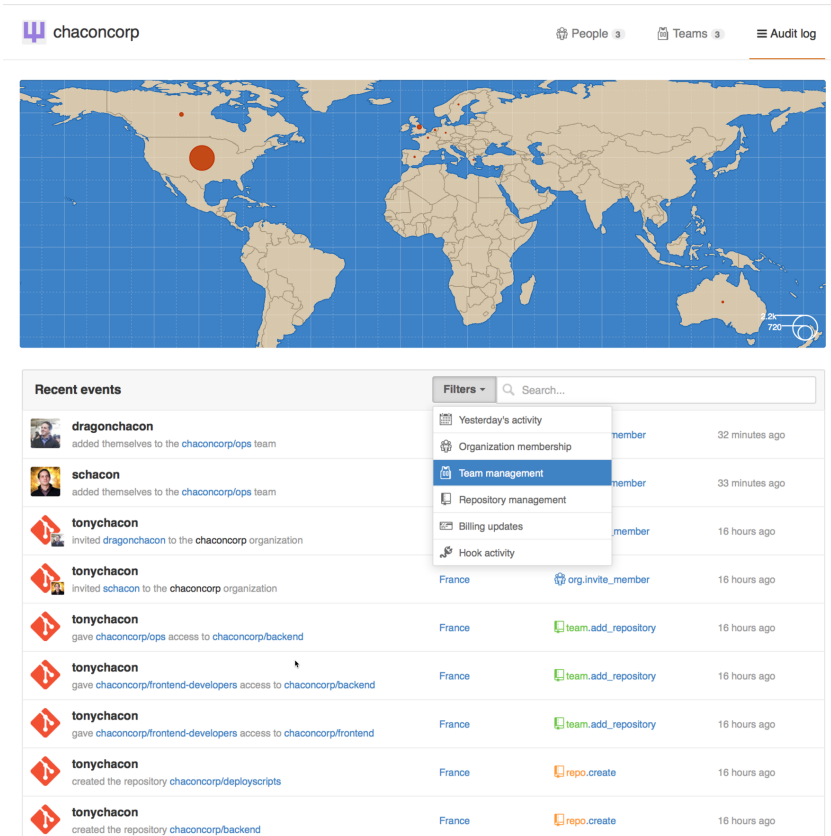 chaconcorp
People 3
Teams 3
Audit log
2.2k
720
Recent events
Filters
Search...
Yesterday's activity
Organization membership
Team management
Repository management
Billing updates
Hook activity
dragonchacon
added themselves to the chaconcorp/ops team
member
32 minutes ago
schacon
added themselves to the chaconcorp/ops team
member
33 minutes ago
tonychacon
invited dragonchacon to the chaconcorp organization
_member
16 hours ago
tonychacon
invited schacon to the chaconcorp organization
France
org.invite_member
16 hours ago
tonychacon
gave chaconcorp/ops access to chaconcorp/backend
France
team.add_repository
16 hours ago
tonychacon
gave chaconcorp/frontend-developers access to chaconcorp/backend
France
team.add_repository
16 hours ago
tonychacon
gave chaconcorp/frontend-developers access to chaconcorp/frontend
France
team.add_repository
16 hours ago
tonychacon
created the repository chaconcorp/deployscripts
France
repo.create
16 hours ago
tonychacon
created the repository chaconcorp/backend
France
repo.create
16 hours ago